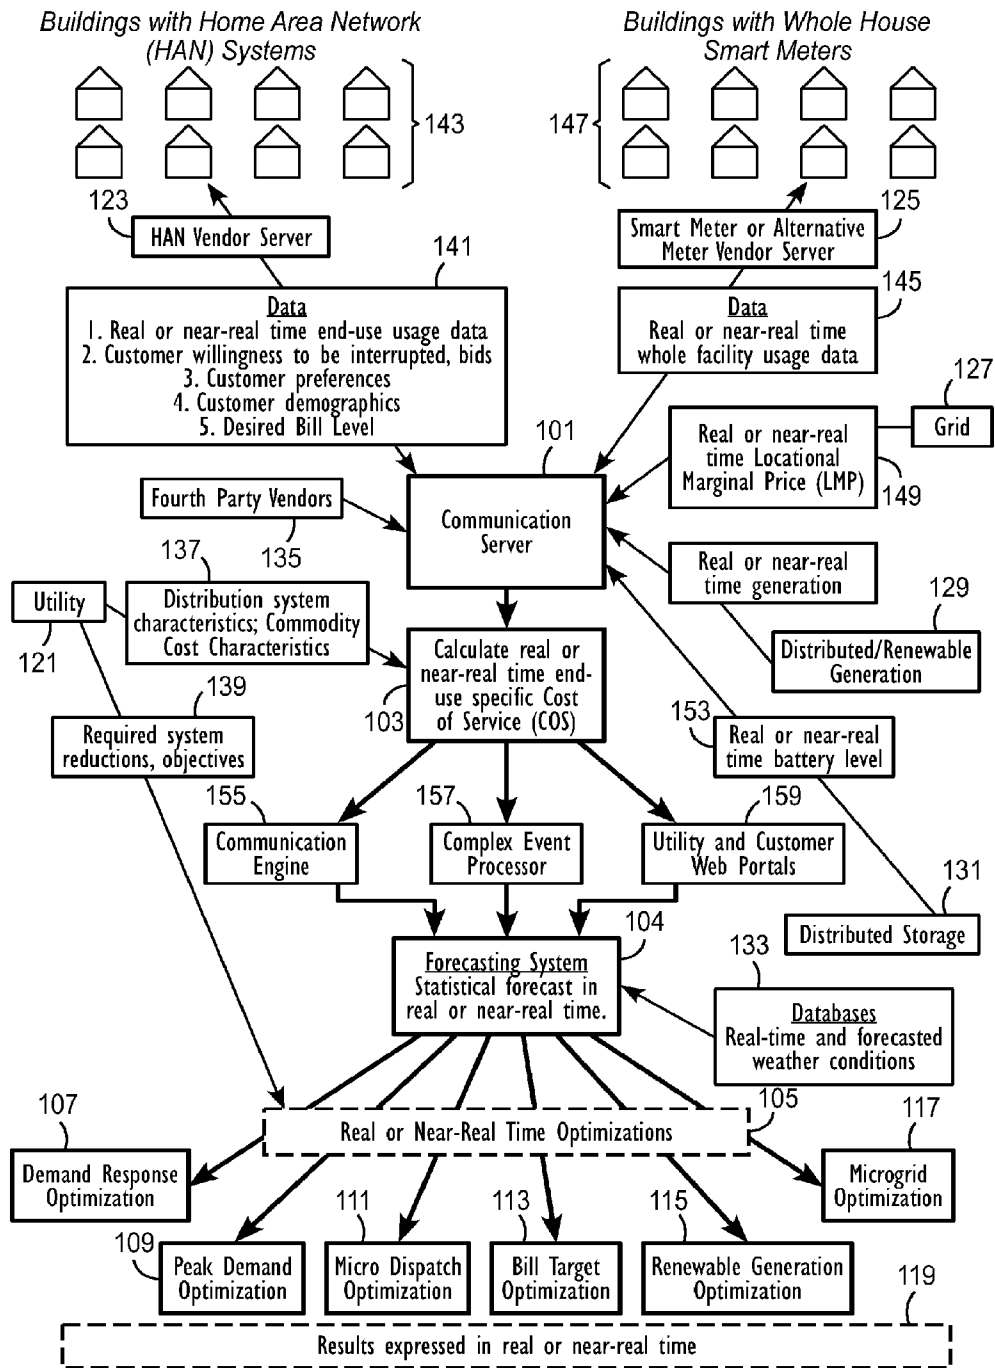 Buildings with Home Area Network
(HAN) Systems
Buildings with Whole House
Smart Meters
143
147
123
HAN Vendor Server
125
Smart Meter or Alternative
Meter Vendor Server
141
Data
1. Real or near-real time end-use usage data
2. Customer willingness to be interrupted, bids
3. Customer preferences
4. Customer demographics
5. Desired Bill Level
145
Data
Real or near-real time
whole facility usage data
127
Grid
101
Communication
Server
Real or near-real
time Locational
Marginal Price (LMP)
149
Fourth Party Vendors
135
137
Utility
121
Distribution system
characteristics; Commodity
Cost Characteristics
Real or near-real
time generation
129
Distributed/Renewable
Generation
Calculate real or
near-real time end-
use specific Cost
of Service (COS)
103
139
Required system
reductions, objectives
153
Real or near-real
time battery level
155
Communication
Engine
157
Complex Event
Processor
159
Utility and Customer
Web Portals
131
Distributed Storage
104
Forecasting System
Statistical forecast in
real or near-real time.
133
Databases
Real-time and forecasted
weather conditions
105
Real or Near-Real Time Optimizations
107
Demand Response
Optimization
117
Microgrid
Optimization
109
Peak Demand
Optimization
111
Micro Dispatch
Optimization
113
Bill Target
Optimization
115
Renewable Generation
Optimization
119
Results expressed in real or near-real time